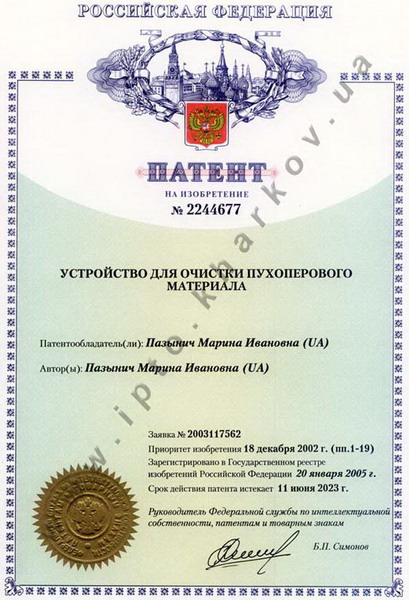 РОССИЙСКАЯ ФЕДЕРАЦИЯ
ПАТЕНТ
НА ИЗОБРЕТЕНИЕ
№ 2244677
УСТРОЙСТВО ДЛЯ ОЧИСТКИ ПУХОПЕРОВОГО
МАТЕРИАЛА
Патентообладатель(ли): Пазынич Марина Ивановна (UA)
Автор(ы): Пазынич Марина Ивановна (UA)
Заявка № 2003117562
Приоритет изобретения 18 декабря 2002 г. (пп.1-19)
Зарегистрировано в Государственном реестре
изобретений Российской Федерации 20 января 2005 г.
Срок действия патента истекает 11 июня 2023 г.
Руководитель Федеральной службы по интеллектуальной
собственности, патентам и товарным знакам
Б.П. Симонов
www.ipto.kharkov.ua